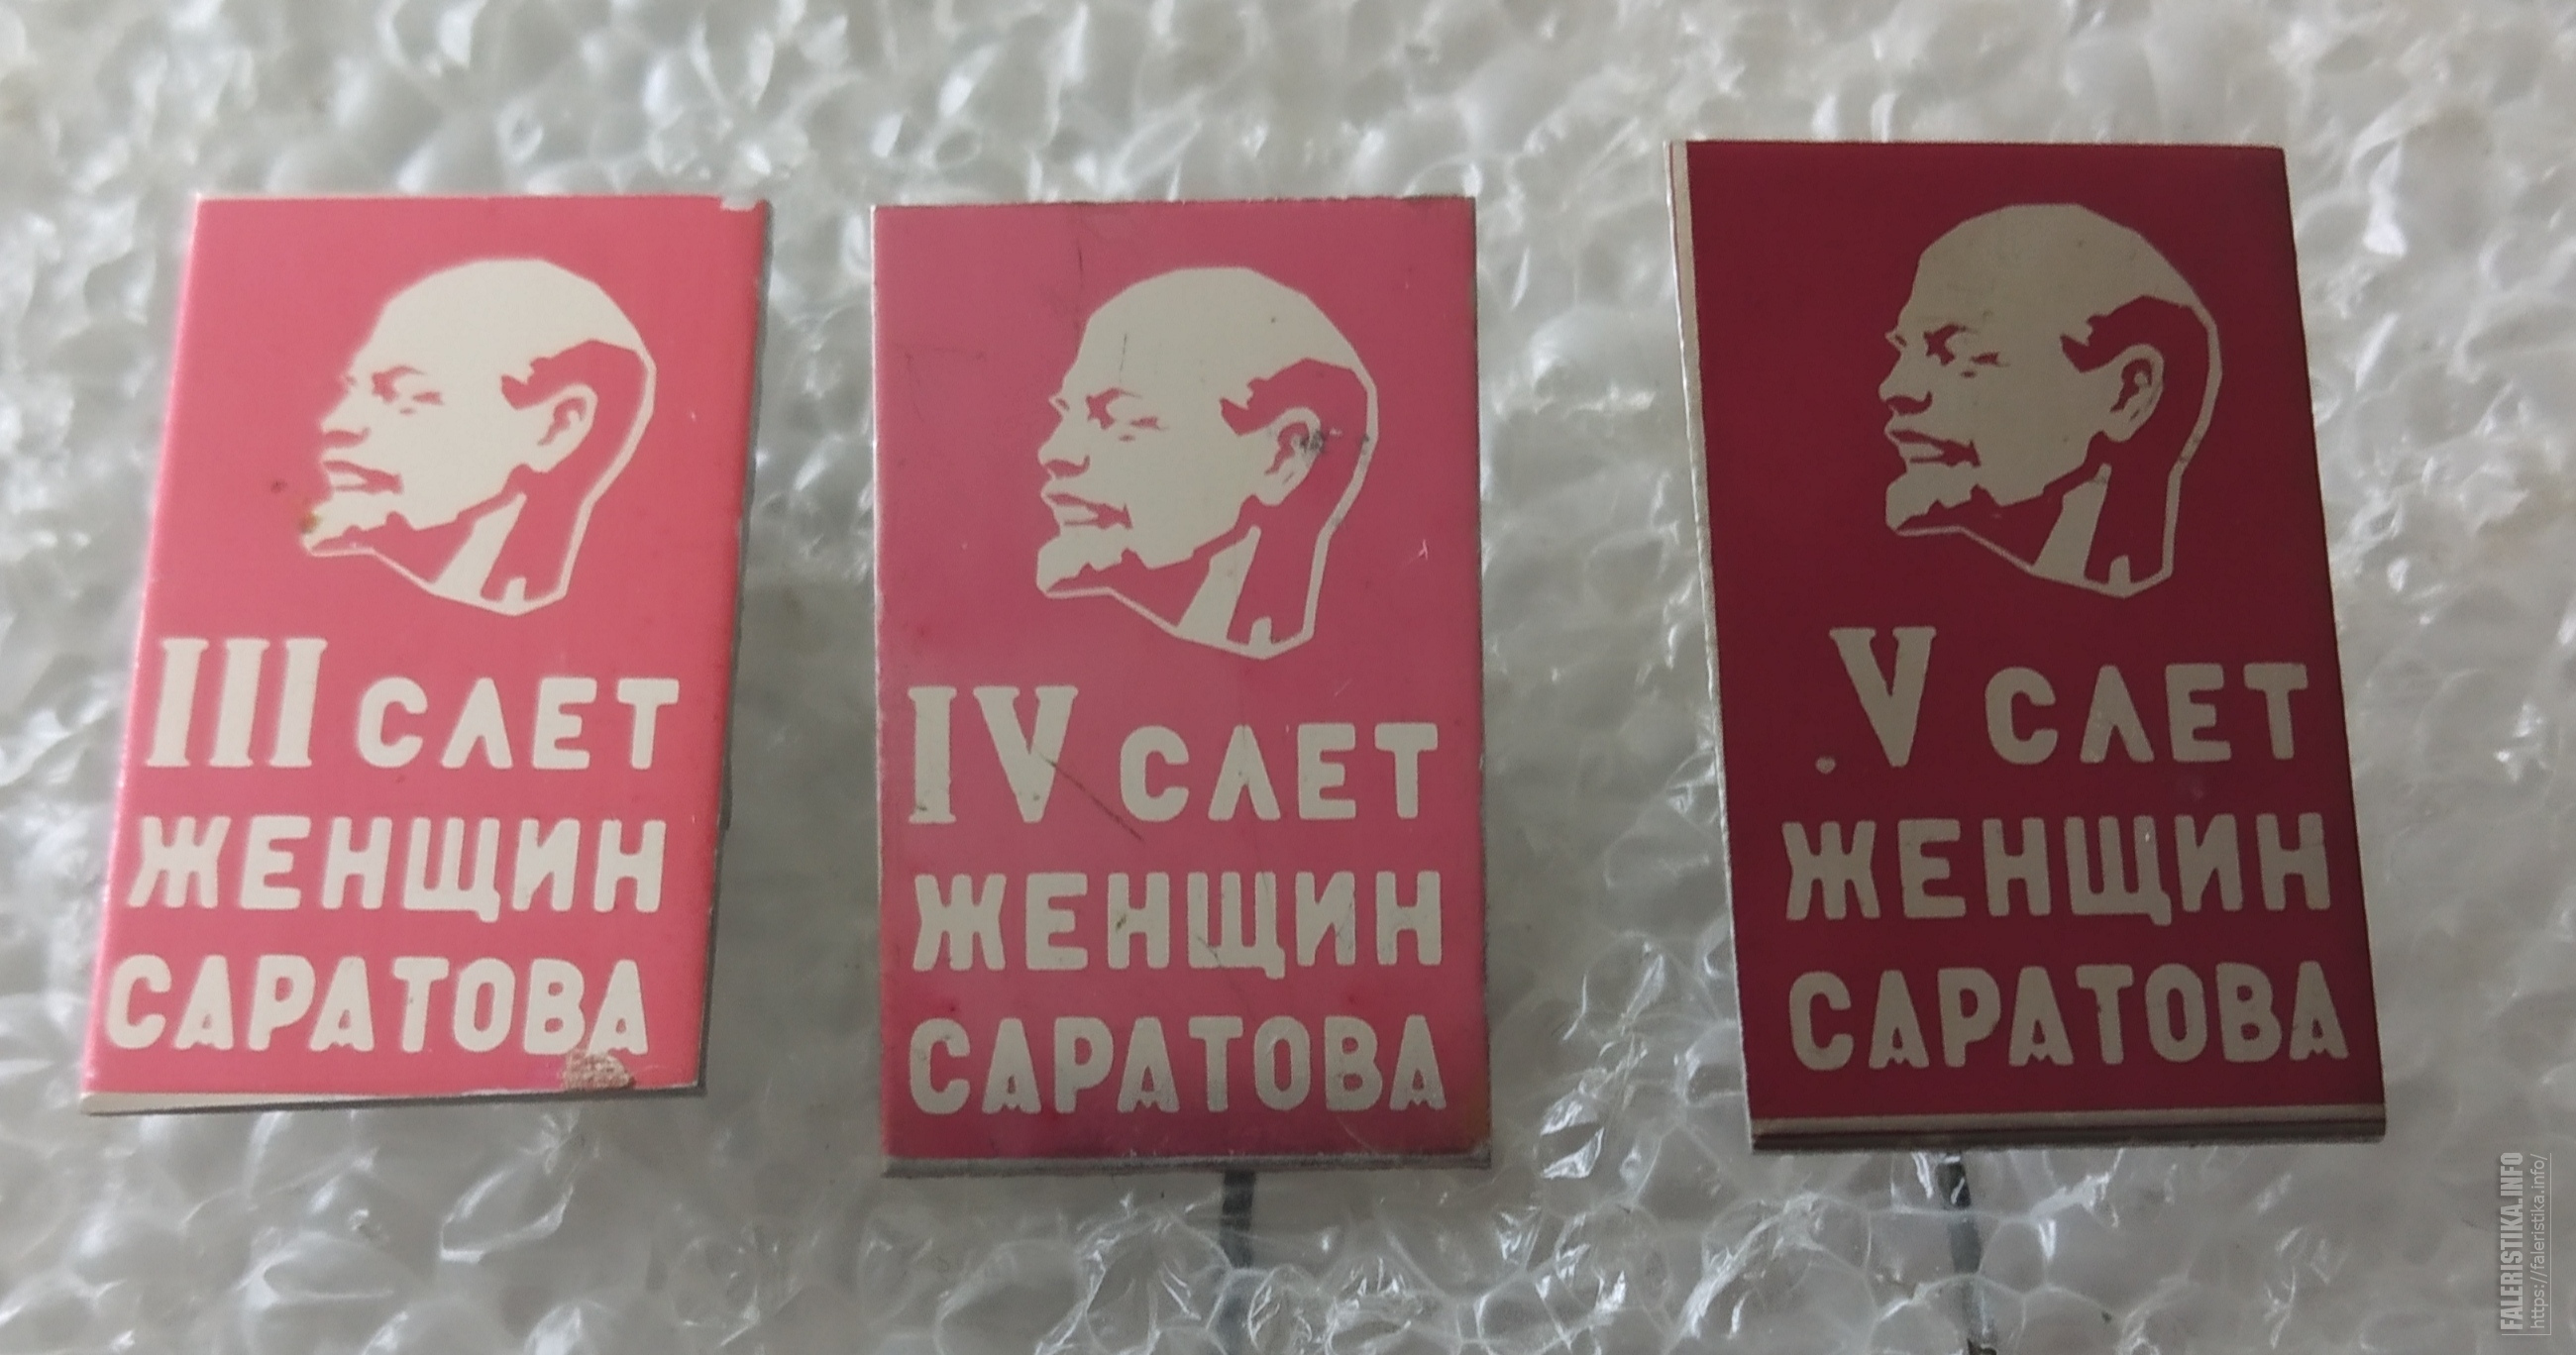 III СЛЕТ
ЖЕНЩИН
САРАТОВА
IV СЛЕТ
ЖЕНЩИН
САРАТОВА
V СЛЕТ
ЖЕНЩИН
САРАТОВА
FALERISTIKA.INFO
https://faleristika.info/